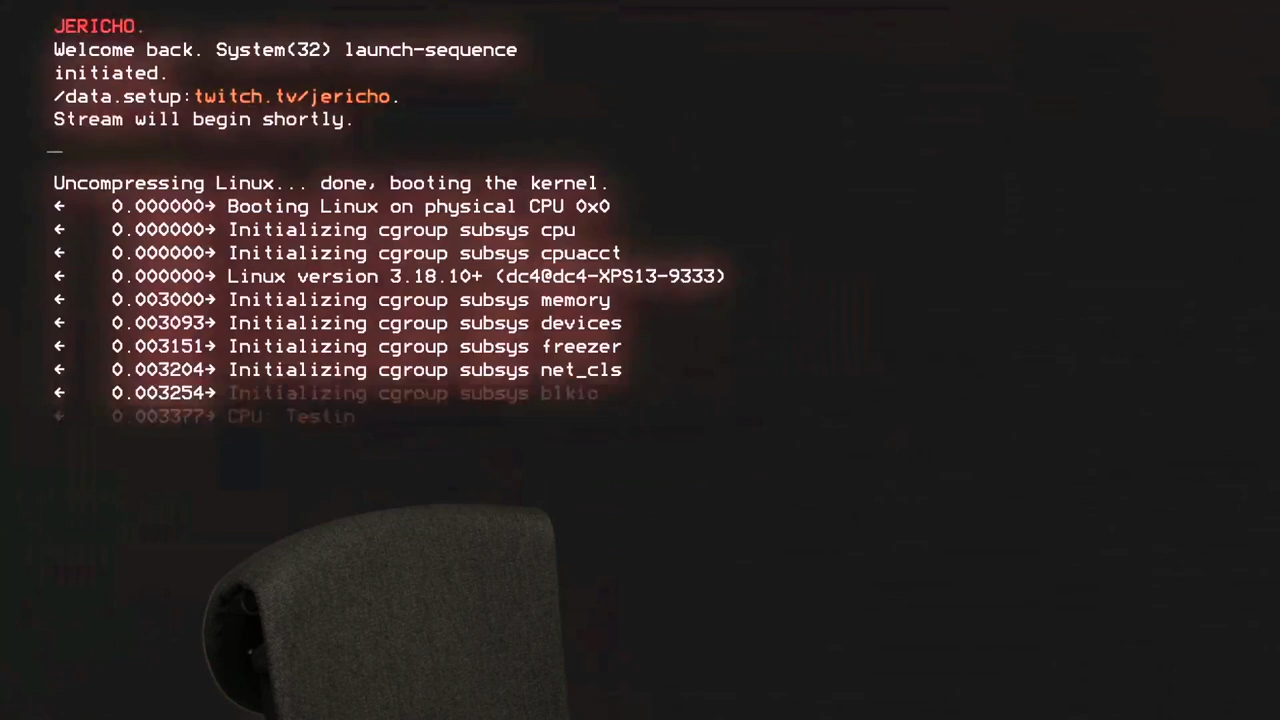 JERICHO.
Welcome back. System(32) launch-sequence
initiated.
/data.setup:twitch.tv/jericho.
Stream will begin shortly.
_
Uncompressing Linux... done, booting the kernel.
← 0.000000→ Booting Linux on physical CPU 0x0
← 0.000000→ Initializing cgroup subsys cpu
← 0.000000→ Initializing cgroup subsys cpuacct
← 0.000000→ Linux version 3.18.10+ (dc4@dc4-XPS13-9333)
← 0.003000→ Initializing cgroup subsys memory
← 0.003093→ Initializing cgroup subsys devices
← 0.003151→ Initializing cgroup subsys freezer
← 0.003204→ Initializing cgroup subsys net_cls
← 0.003254→ Initializing cgroup subsys blkio
← 0.003377→ CPU: Testin